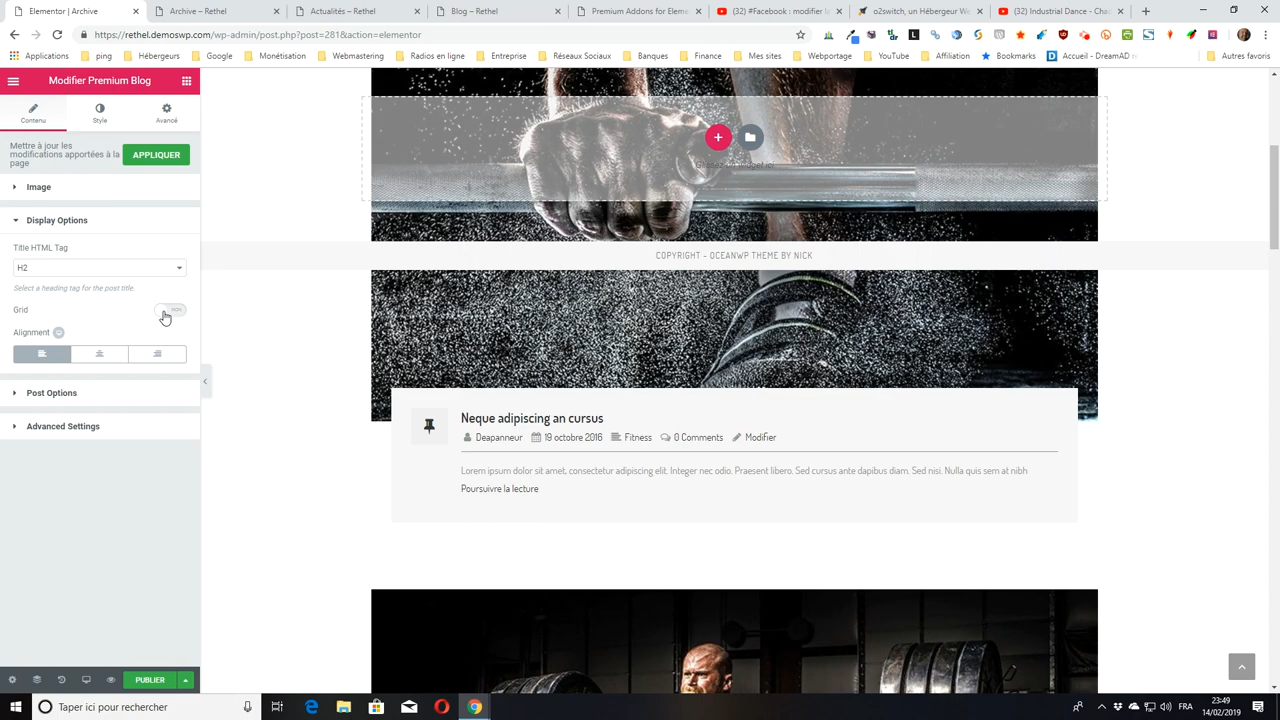 Elementor | Archive
Archive – Rethel
Actualités – Rethel
Blog – Rethel
Premium Addons for Eleme
(32) #Facebook : modifier l
o2switch, un Hébergeur We
(32) Industrial Dance - Cha
https://rethel.demoswp.com/wp-admin/post.php?post=281&action=elementor
Applications
ping
Hébergeurs
Google
Monétisation
Webmastering
Radios en ligne
Entreprise
Réseaux Sociaux
Banques
Finance
Mes sites
Webportage
YouTube
Affiliation
Bookmarks
Accueil - DreamAD
Autres favoris
Modifier Premium Blog
Contenu
Style
Avancé
Mettre à jour les
modifications apportées à la
page
APPLIQUER
Image
Display Options
Title HTML Tag
H2
Select a heading tag for the post title.
Grid
NON
Alignment
Post Options
Advanced Settings
PUBLIER
Glissez un widget ici
COPYRIGHT - OCEANWP THEME BY NICK
Neque adipiscing an cursus
Deapanneur 19 octobre 2016 Fitness 0 Comments Modifier
Lorem ipsum dolor sit amet, consectetur adipiscing elit. Integer nec odio. Praesent libero. Sed cursus ante dapibus diam. Sed nisi. Nulla quis sem at nibh
Poursuivre la lecture
Taper ici pour rechercher
FRA
23:49
14/02/2019